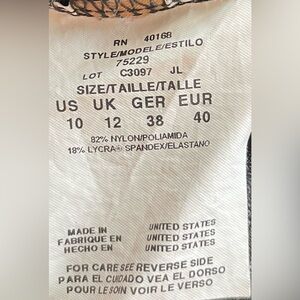 RN 40168
STYLE/MODELE/ESTILO
75229
LOT C3097 JL
SIZE/TAILLE/TALLE
US UK GER EUR
10 12 38 40
82% NYLON/POLIAMIDA
18% LYCRA® SPANDEX/ELASTANO
MADE IN UNITED STATES
FABRIQUE EN UNITED STATES
HECHO EN UNITED STATES
FOR CARE SEE REVERSE SIDE
PARA EL CUIDADO VEA EL DORSO
POUR LE SOIN VOIR LE VERSO